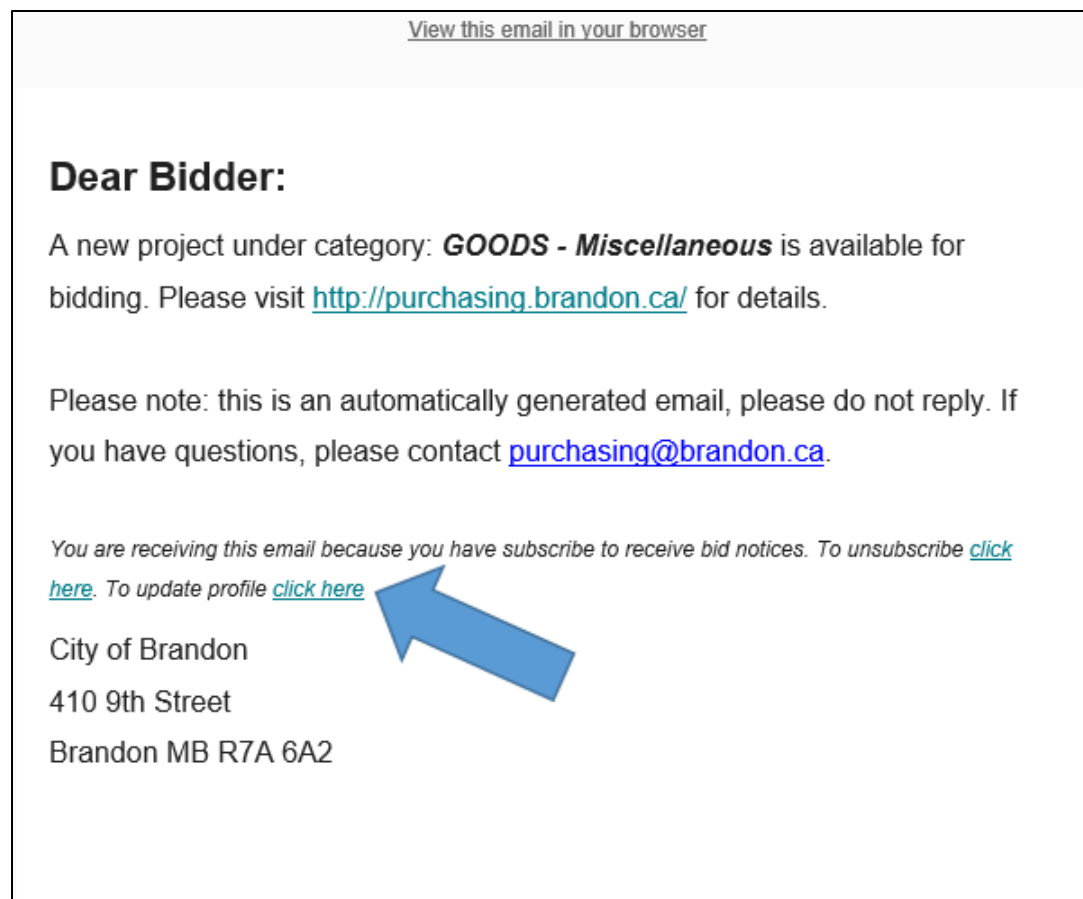 View this email in your browser
Dear Bidder:
A new project under category: GOODS - Miscellaneous is available for
bidding. Please visit http://purchasing.brandon.ca/ for details.
Please note: this is an automatically generated email, please do not reply. If
you have questions, please contact purchasing@brandon.ca.
You are receiving this email because you have subscribe to receive bid notices. To unsubscribe click
here. To update profile click here
City of Brandon
410 9th Street
Brandon MB R7A 6A2